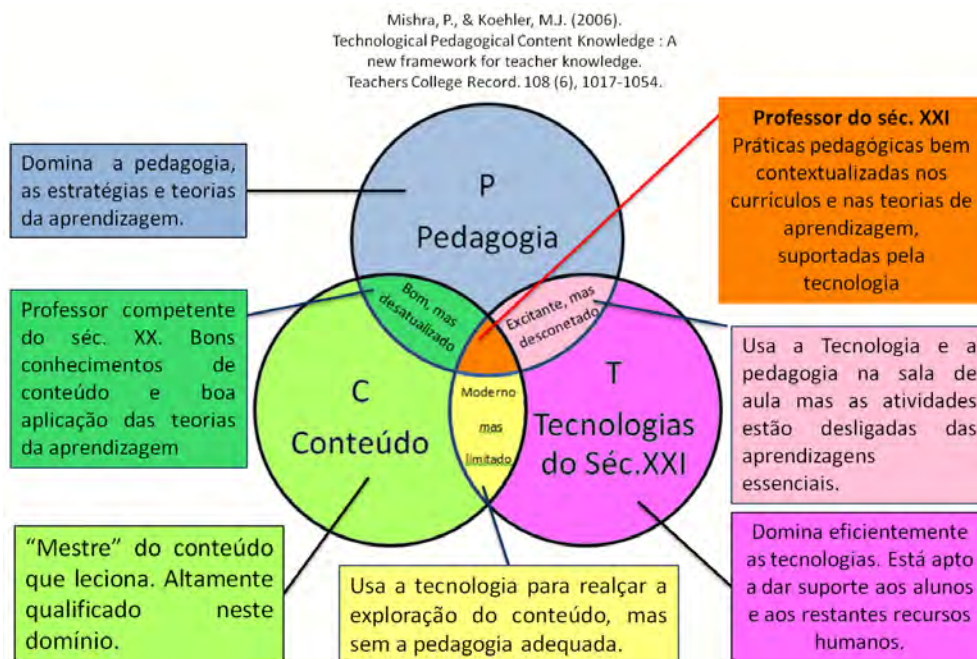 Mishra, P., & Koehler, M.J. (2006).
Technological Pedagogical Content Knowledge : A
new framework for teacher knowledge.
Teachers College Record. 108 (6), 1017-1054.
Domina a pedagogia,
as estratégias e teorias
da aprendizagem.
P
Pedagogia
Professor do séc. XXI
Práticas pedagógicas bem
contextualizadas nos
currículos e nas teorias de
aprendizagem,
suportadas pela
tecnologia
Professor competente
do séc. XX. Bons
conhecimentos de
conteúdo e boa
aplicação das teorias
da aprendizagem
Bom, mas
desatualizado
Excitante, mas
desconetado
Usa a Tecnologia e a
pedagogia na sala de
aula mas as atividades
estão desligadas das
aprendizagens
essenciais.
C
Conteúdo
Moderno
mas
limitado
T
Tecnologias
do Séc.XXI
“Mestre” do conteúdo
que leciona. Altamente
qualificado neste
domínio.
Usa a tecnologia para realçar a
exploração do conteúdo, mas
sem a pedagogia adequada.
Domina eficientemente
as tecnologias. Está apto
a dar suporte aos alunos
e aos restantes recursos
humanos.